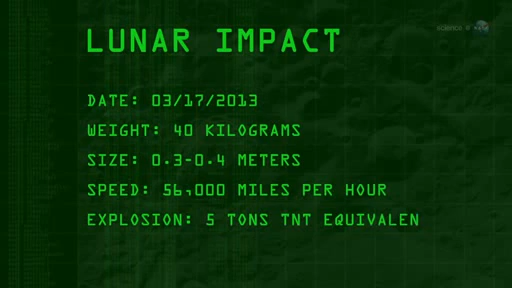 science @
LUNAR IMPACT
DATE: 03/17/2013
WEIGHT: 40 KILOGRAMS
SIZE: 0.3-0.4 METERS
SPEED: 56,000 MILES PER HOUR
EXPLOSION: 5 TONS TNT EQUIVALEN